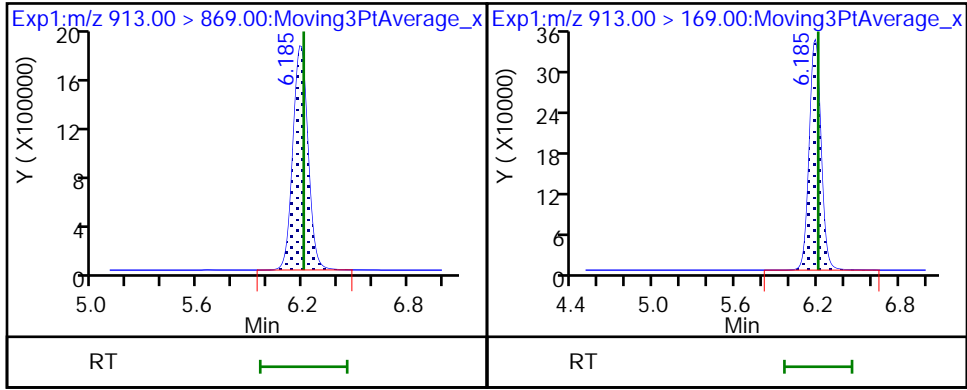 Exp1:m/z 913.00 > 869.00:Moving3PtAverage_x
20
16
12
8
4
0
Y ( X100000)
6.185
5.0 5.6 6.2 6.8
Min
RT
Exp1:m/z 913.00 > 169.00:Moving3PtAverage_x
36
30
24
18
12
6
0
Y ( X10000)
6.185
4.4 5.0 5.6 6.2 6.8
Min
RT